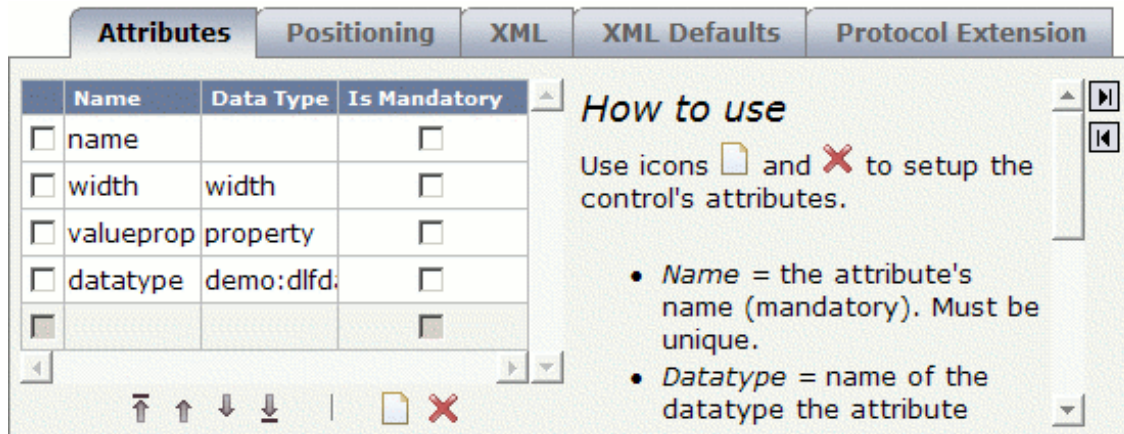 Attributes Positioning XML XML Defaults Protocol Extension
Name Data Type Is Mandatory
name
width width
valueprop property
datatype demo:dlfd
How to use
Use icons and to setup the
control's attributes.
• Name = the attribute's
name (mandatory). Must be
unique.
• Datatype = name of the
datatype the attribute